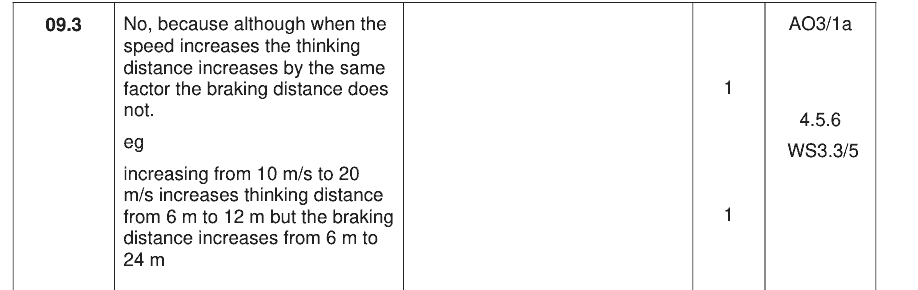 09.3
No, because although when the
speed increases the thinking
distance increases by the same
factor the braking distance does
not.
eg
increasing from 10 m/s to 20
m/s increases thinking distance
from 6 m to 12 m but the braking
distance increases from 6 m to
24 m
1
1
AO3/1a
4.5.6
WS3.3/5